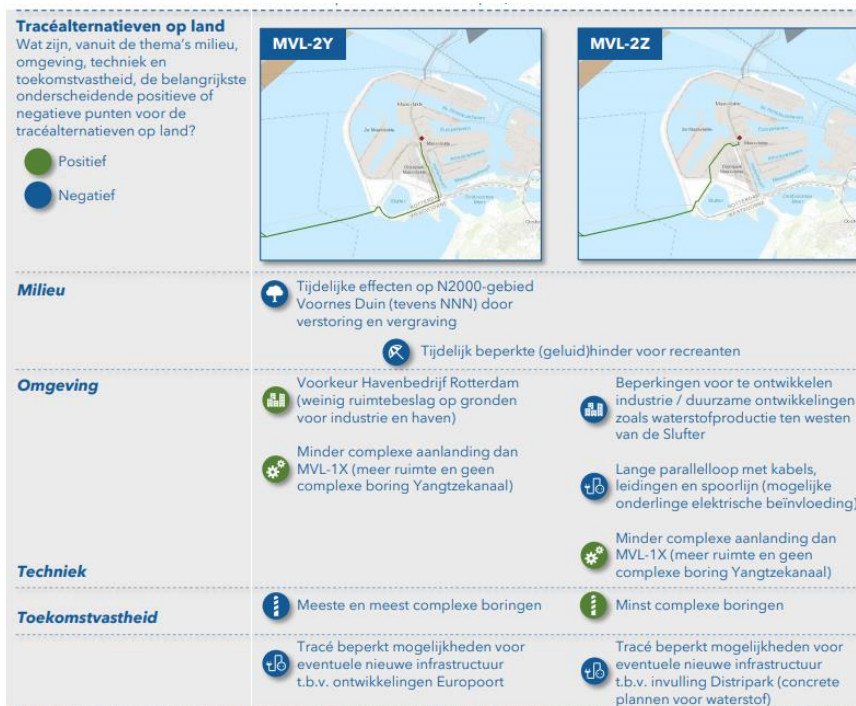 Tracéalternatieven op land
Wat zijn, vanuit de thema's milieu,
omgeving, techniek en
toekomstvastheid, de belangrijkste
onderscheidende positieve of
negatieve punten voor de
tracéalternatieven op land?
Positief
Negatief
MVL-2Y
MVL-2Z
Milieu
Tijdelijke effecten op N2000-gebied
Voornes Duin (tevens NNN) door
verstoring en vergraving
Tijdelijk beperkte (geluid)hinder voor recreanten
Omgeving
Voorkeur Havenbedrijf Rotterdam
(weinig ruimtebeslag op gronden
voor industrie en haven)
Minder complexe aanlanding dan
MVL-1X (meer ruimte en geen
complexe boring Yangtzekanaal)
Beperkingen voor te ontwikkelen
industrie / duurzame ontwikkelingen
zoals waterstofproductie ten westen
van de Slufter
Lange parallelloop met kabels,
leidingen en spoorlijn (mogelijke
onderlinge elektrische beïnvloeding)
Minder complexe aanlanding dan
MVL-1X (meer ruimte en geen
complexe boring Yangtzekanaal)
Techniek
Meeste en meest complexe boringen
Minst complexe boringen
Toekomstvastheid
Tracé beperkt mogelijkheden voor
eventuele nieuwe infrastructuur
t.b.v. ontwikkelingen Europoort
Tracé beperkt mogelijkheden voor
eventuele nieuwe infrastructuur
t.b.v. invulling Distripark (concrete
plannen voor waterstof)